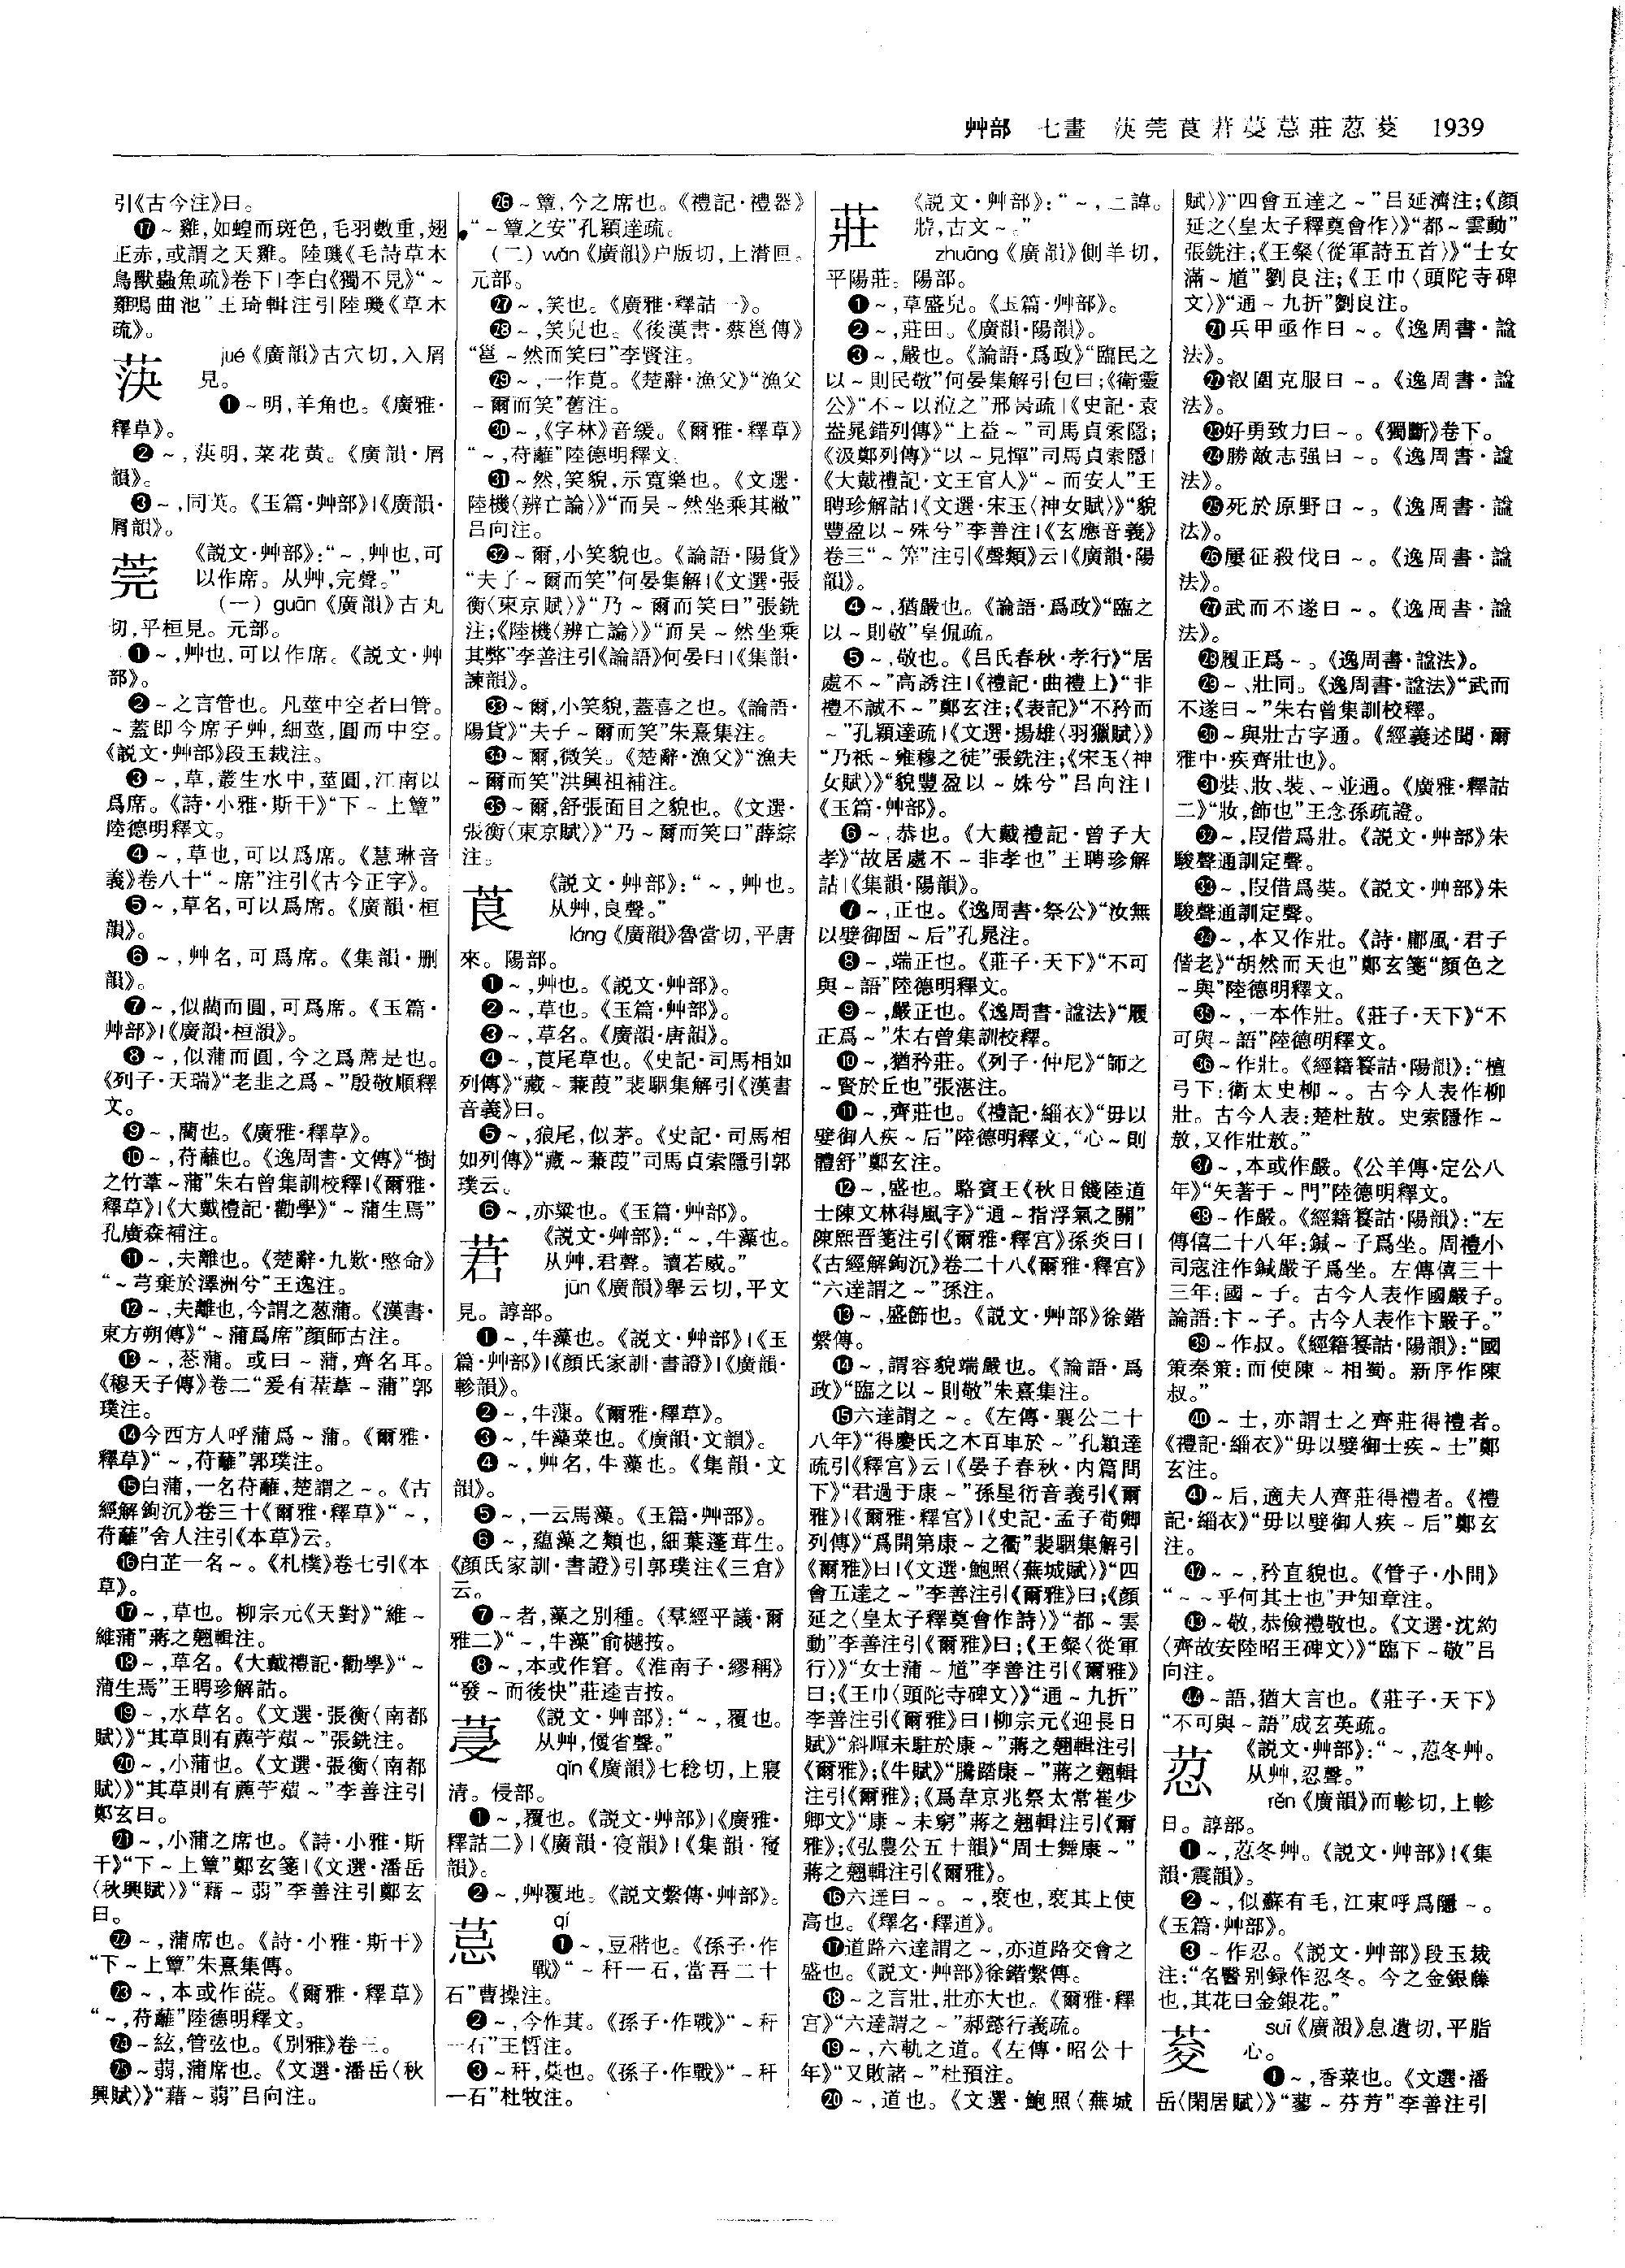 艸部 七畫 茣莞莨莙葠惎莊荵荽 1939
引《古今注》曰。
⓱～雞,如蝗而斑色,毛羽數重,翅
正赤,或謂之天雞。陸璣《毛詩草木
鳥獸蟲魚疏》卷下|李白《獨不見》“～
雞鳴曲池”王琦輯注引陸璣《草木
疏》。
jué《廣韻》古穴切,入屑
見。
❶～明,羊角也。《廣雅·
釋草》。
❷～,決明,菜花黃。《廣韻·屑
韻》。
❸～,同英。《玉篇·艸部》|《廣韻·
屑韻》。
莞
《説文·艸部》:“～,艸也,可
以作席。从艸,完聲。”
(一) guān《廣韻》古丸
切,平桓見。元部。
❶～,艸也,可以作席。《説文·艸
部》。
❷～之言管也。凡莖中空者曰管。
～蓋即今席子艸,細莖,圓而中空。
《説文·艸部》段玉裁注。
❸～,草,叢生水中,莖圓,江南以
爲席。《詩·小雅·斯干》“下～上簟”
陸德明釋文。
❹～,草也,可以爲席。《慧琳音
義》卷八十“～席”注引《古今正字》。
❺～,草名,可以爲席。《廣韻·桓
韻》。
❻～,艸名,可爲席。《集韻·删
韻》。
❼～,似藺而圓,可爲席。《玉篇·
艸部》|《廣韻·桓韻》。
❽～,似蒲而圓,今之爲蓆是也。
《列子·天瑞》“老韭之爲～”殷敬順釋
文。
❾～,藺也。《廣雅·釋草》。
❿～,苻蘺也。《逸周書·文傳》“樹
之竹葦～蒲”朱右曾集訓校釋|《爾雅·
釋草》|《大戴禮記·勸學》“～蒲生焉”
孔廣森補注。
⓫～,夫離也。《楚辭·九歎·愍命》
“～芎棄於澤洲兮”王逸注。
⓬～,夫離也,今謂之葱蒲。《漢書·
東方朔傳》“～蒲爲席”顔師古注。
⓭～,葱蒲。或曰～蒲,齊名耳。
《穆天子傳》卷二“爰有雚葦～蒲”郭
璞注。
⓮今西方人呼蒲爲～蒲。《爾雅·
釋草》“～,苻蘺”郭璞注。
⓯白蒲,一名苻蘺,楚謂之～。《古
經解鉤沉》卷三十《爾雅·釋草》“～,
苻蘺”舍人注引《本草》云。
⓰白芷一名～。《札樸》卷七引《本
草》。
⓱～,草也。柳宗元《天對》“維～
維蒲”蔣之翹輯注。
⓲～,草名。《大戴禮記·勸學》“～
蒲生焉”王聘珍解詁。
⓳～,水草名。《文選·張衡〈南都
賦〉》“其草則有藨苧薠～”張銑注。
⓴～,小蒲也。《文選·張衡〈南都
賦〉》“其草則有藨苧薠～”李善注引
鄭玄曰。
㉑～,小蒲之席也。《詩·小雅·斯
干》“下～上簟”鄭玄箋|《文選·潘岳
〈秋興賦〉》“藉～蒻”李善注引鄭玄
曰。
㉒～,蒲席也。《詩·小雅·斯干》
“下～上簟”朱熹集傳。
㉓～,本或作莌。《爾雅·釋草》
“～,苻蘺”陸德明釋文。
㉔～絃,管弦也。《別雅》卷二。
㉕～蒻,蒲席也。《文選·潘岳〈秋
興賦〉》“藉～蒻”呂向注。
㉖～簟,今之席也。《禮記·禮器》
“～簟之安”孔穎達疏。
(二) wǎn《廣韻》户版切,上潸匣。
元部。
㉗～,笑也。《廣雅·釋詁一》。
㉘～,笑皃也。《後漢書·蔡邕傳》
“邕～然而笑曰”李賢注。
㉙～,一作莧。《楚辭·漁父》“漁父
～爾而笑”舊注。
㉚～,《字林》音緩。《爾雅·釋草》
“～,苻蘺”陸德明釋文。
㉛～然,笑貌,示寬樂也。《文選·
陸機〈辨亡論〉》“而吴～然坐乘其敝”
呂向注。
㉜～爾,小笑貌也。《論語·陽貨》
“夫子～爾而笑”何晏集解|《文選·張
衡〈東京賦〉》“乃～爾而笑曰”張銑
注;《陸機〈辨亡論〉》“而吴～然坐乘
其弊”李善注引《論語》何晏曰|《集韻·
諫韻》。
㉝～爾,小笑貌,蓋喜之也。《論語·
陽貨》“夫子～爾而笑”朱熹集注。
㉞～爾,微笑。《楚辭·漁父》“漁夫
～爾而笑”洪興祖補注。
㉟～爾,舒張面目之貌也。《文選·
張衡〈東京賦〉》“乃～爾而笑曰”薛綜
注。
莨
《説文·艸部》:“～,艸也。
从艸,良聲。”
láng《廣韻》魯當切,平唐
來。陽部。
❶～,艸也。《説文·艸部》。
❷～,草也。《玉篇·艸部》。
❸～,草名。《廣韻·唐韻》。
❹～,莨尾草也。《史記·司馬相如
列傳》“藏～蒹葭”裴駰集解引《漢書
音義》曰。
❺～,狼尾,似茅。《史記·司馬相
如列傳》“藏～蒹葭”司馬貞索隱引郭
璞云。
❻～,亦粱也。《玉篇·艸部》。
莙
《説文·艸部》:“～,牛藻也。
从艸,君聲。讀若威。”
jūn《廣韻》舉云切,平文
見。諄部。
❶～,牛藻也。《説文·艸部》|《玉
篇·艸部》|《顔氏家訓·書證》|《廣韻·
軫韻》。
❷～,牛薻。《爾雅·釋草》。
❸～,牛藻菜也。《廣韻·文韻》。
❹～,艸名,牛藻也。《集韻·文
韻》。
❺～,一云馬藻。《玉篇·艸部》。
❻～,藴藻之類也,細葉蓬茸生。
《顔氏家訓·書證》引郭璞注《三倉》
云。
❼～者,藻之別種。《羣經平議·爾
雅二》“～,牛藻”俞樾按。
❽～,本或作窘。《淮南子·繆稱》
“發～而後快”莊逵吉按。
《説文·艸部》:“～,覆也。
从艸,侵省聲。”
qǐn《廣韻》七稔切,上寑
清。侵部。
❶～,覆也。《説文·艸部》|《廣雅·
釋詁二》|《廣韻·寑韻》|《集韻·寑
韻》。
❷～,艸覆地。《説文繫傳·艸部》。
qí
❶～,豆稭也。《孫子·作
戰》“～秆一石,當吾二十
石”曹操注。
❷～,今作萁。《孫子·作戰》“～秆
一石”王晳注。
❸～秆,藁也。《孫子·作戰》“～秆
一石”杜牧注。
莊
《説文·艸部》:“～,二諱。
𤖛,古文～。”
zhuāng《廣韻》側羊切,
平陽莊。陽部。
❶～,草盛皃。《玉篇·艸部》。
❷～,莊田。《廣韻·陽韻》。
❸～,嚴也。《論語·爲政》“臨民之
以～則民敬”何晏集解引包曰;《衛靈
公》“不～以涖之”邢昺疏|《史記·袁
盎鼂錯列傳》“上益～”司馬貞索隱;
《汲鄭列傳》“以～見憚”司馬貞索隱|
《大戴禮記·文王官人》“～而安人”王
聘珍解詁|《文選·宋玉〈神女賦〉》“貌
豐盈以～殊兮”李善注|《玄應音義》
卷三“～筓”注引《聲類》云|《廣韻·陽
韻》。
❹～,猶嚴也。《論語·爲政》“臨之
以～則敬”皇侃疏。
❺～,敬也。《吕氏春秋·孝行》“居
處不～”高誘注|《禮記·曲禮上》“非
禮不誠不～”鄭玄注;《表記》“不矜而
～”孔穎達疏|《文選·揚雄〈羽獵賦〉》
“乃祗～雍穆之徒”張銑注;《宋玉〈神
女賦〉》“貌豐盈以～姝兮”呂向注|
《玉篇·艸部》。
❻～,恭也。《大戴禮記·曾子大
孝》“故居處不～非孝也”王聘珍解
詁|《集韻·陽韻》。
❼～,正也。《逸周書·祭公》“汝無
以嬖御固～后”孔晁注。
❽～,端正也。《莊子·天下》“不可
與～語”陸德明釋文。
❾～,嚴正也。《逸周書·諡法》“履
正爲～”朱右曾集訓校釋。
❿～,猶矜莊。《列子·仲尼》“師之
～賢於丘也”張湛注。
⓫～,齊莊也。《禮記·緇衣》“毋以
嬖御人疾～后”陸德明釋文,“心～則
體舒”鄭玄注。
⓬～,盛也。駱賓王《秋日餞陸道
士陳文林得風字》“通～指浮氣之關”
陳熙晉箋注引《爾雅·釋宫》孫炎曰|
《古經解鉤沉》卷二十八《爾雅·釋宫》
“六達謂之～”孫注。
⓭～,盛飾也。《説文·艸部》徐鍇
繫傳。
⓮～,謂容貌端嚴也。《論語·爲
政》“臨之以～則敬”朱熹集注。
⓯六達謂之～。《左傳·襄公二十
八年》“得慶氏之木百車於～”孔穎達
疏引《釋宫》云|《晏子春秋·内篇問
下》“君過于康～”孫星衍音義引《爾
雅》|《爾雅·釋宫》|《史記·孟子荀卿
列傳》“爲開第康～之衢”裴駰集解引
《爾雅》曰|《文選·鮑照〈蕪城賦〉》“四
會五達之～”李善注引《爾雅》曰;《顔
延之〈皇太子釋奠會作詩〉》“都～雲
動”李善注引《爾雅》曰;《王粲〈從軍
行〉》“女士蒲～馗”李善注引《爾雅》
曰;《王巾〈頭陀寺碑文〉》“通～九折”
李善注引《爾雅》曰|柳宗元《迎長日
賦》“斜暉未駐於康～”蔣之翹輯注引
《爾雅》;《牛賦》“騰踏康～”蔣之翹輯
注引《爾雅》;《爲韋京兆祭太常崔少
卿文》“康～未窮”蔣之翹輯注引《爾
雅》;《弘農公五十韻》“周士舞康～”
蔣之翹輯注引《爾雅》。
⓰六達曰～。～,裝也,裝其上使
高也。《釋名·釋道》。
⓱道路六達謂之～,亦道路交會之
盛也。《説文·艸部》徐鍇繫傳。
⓲～之言壯,壯亦大也。《爾雅·釋
宫》“六達謂之～”郝懿行義疏。
⓳～,六軌之道。《左傳·昭公十
年》“又敗諸～”杜預注。
⓴～,道也。《文選·鮑照〈蕪城
賦〉》“四會五達之～”呂延濟注;《顔
延之〈皇太子釋奠會作〉》“都～雲動”
張銑注;《王粲〈從軍詩五首〉》“士女
滿～馗”劉良注;《王巾〈頭陀寺碑
文〉》“通～九折”劉良注。
㉑兵甲亟作曰～。《逸周書·諡
法》。
㉒叡圉克服曰～。《逸周書·諡
法》。
㉓好勇致力曰～。《獨斷》卷下。
㉔勝敵志强曰～。《逸周書·諡
法》。
㉕死於原野曰～。《逸周書·諡
法》。
㉖屢征殺伐曰～。《逸周書·諡
法》。
㉗武而不遂曰～。《逸周書·諡
法》。
㉘履正爲～。《逸周書·諡法》。
㉙～、壯同。《逸周書·諡法》“武而
不遂曰～”朱右曾集訓校釋。
㉚～與壯古字通。《經義述聞·爾
雅中·疾齊壯也》。
㉛娤、妝、裝、～並通。《廣雅·釋詁
二》“妝,飾也”王念孫疏證。
㉜～,叚借爲壯。《説文·艸部》朱
駿聲通訓定聲。
㉝～,叚借爲奘。《説文·艸部》朱
駿聲通訓定聲。
㉞～,本又作壯。《詩·鄘風·君子
偕老》“胡然而天也”鄭玄箋“顔色之
～與”陸德明釋文。
㉟～,一本作壯。《莊子·天下》“不
可與～語”陸德明釋文。
㊱～作壯。《經籍籑詁·陽韻》:“檀
弓下:衛太史柳～。古今人表作柳
壯。古今人表:楚杜敖。史索隱作～
敖,又作壯敖。”
㊲～,本或作嚴。《公羊傳·定公八
年》“矢著于～門”陸德明釋文。
㊳～作嚴。《經籍籑詁·陽韻》:“左
傳僖二十八年:鍼～子爲坐。周禮小
司寇注作鍼嚴子爲坐。左傳僖三十
三年:國～子。古今人表作國嚴子。
論語:卞～子。古今人表作卞嚴子。”
㊴～作叔。《經籍籑詁·陽韻》:“國
策秦策:而使陳～相蜀。新序作陳
叔。”
㊵～士,亦謂士之齊莊得禮者。
《禮記·緇衣》“毋以嬖御士疾～士”鄭
玄注。
㊶～后,適夫人齊莊得禮者。《禮
記·緇衣》“毋以嬖御人疾～后”鄭玄
注。
㊷～～,矜直貌也。《管子·小問》
“～～乎何其士也”尹知章注。
㊸～敬,恭儉禮敬也。《文選·沈約
〈齊故安陸昭王碑文〉》“臨下～敬”呂
向注。
㊹～語,猶大言也。《莊子·天下》
“不可與～語”成玄英疏。
荵
《説文·艸部》:“～,荵冬艸。
从艸,忍聲。”
rěn《廣韻》而軫切,上軫
日。諄部。
❶～,荵冬艸。《説文·艸部》|《集
韻·震韻》。
❷～,似蘇有毛,江東呼爲隱～。
《玉篇·艸部》。
❸～作忍。《説文·艸部》段玉裁
注:“名醫別録作忍冬。今之金銀藤
也,其花曰金銀花。”
荽
suī《廣韻》息遺切,平脂
心。
❶～,香菜也。《文選·潘
岳〈閑居賦〉》“蓼～芬芳”李善注引